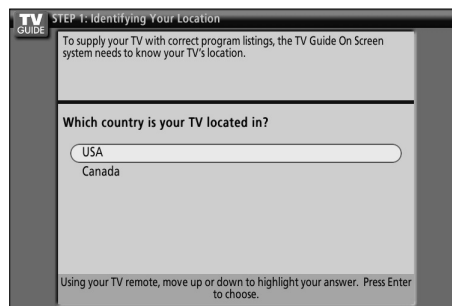 TV
GUIDE
STEP 1: Identifying Your Location
To supply your TV with correct program listings, the TV Guide On Screen
system needs to know your TV's location.
Which country is your TV located in?
USA
Canada
Using your TV remote, move up or down to highlight your answer. Press Enter
to choose.